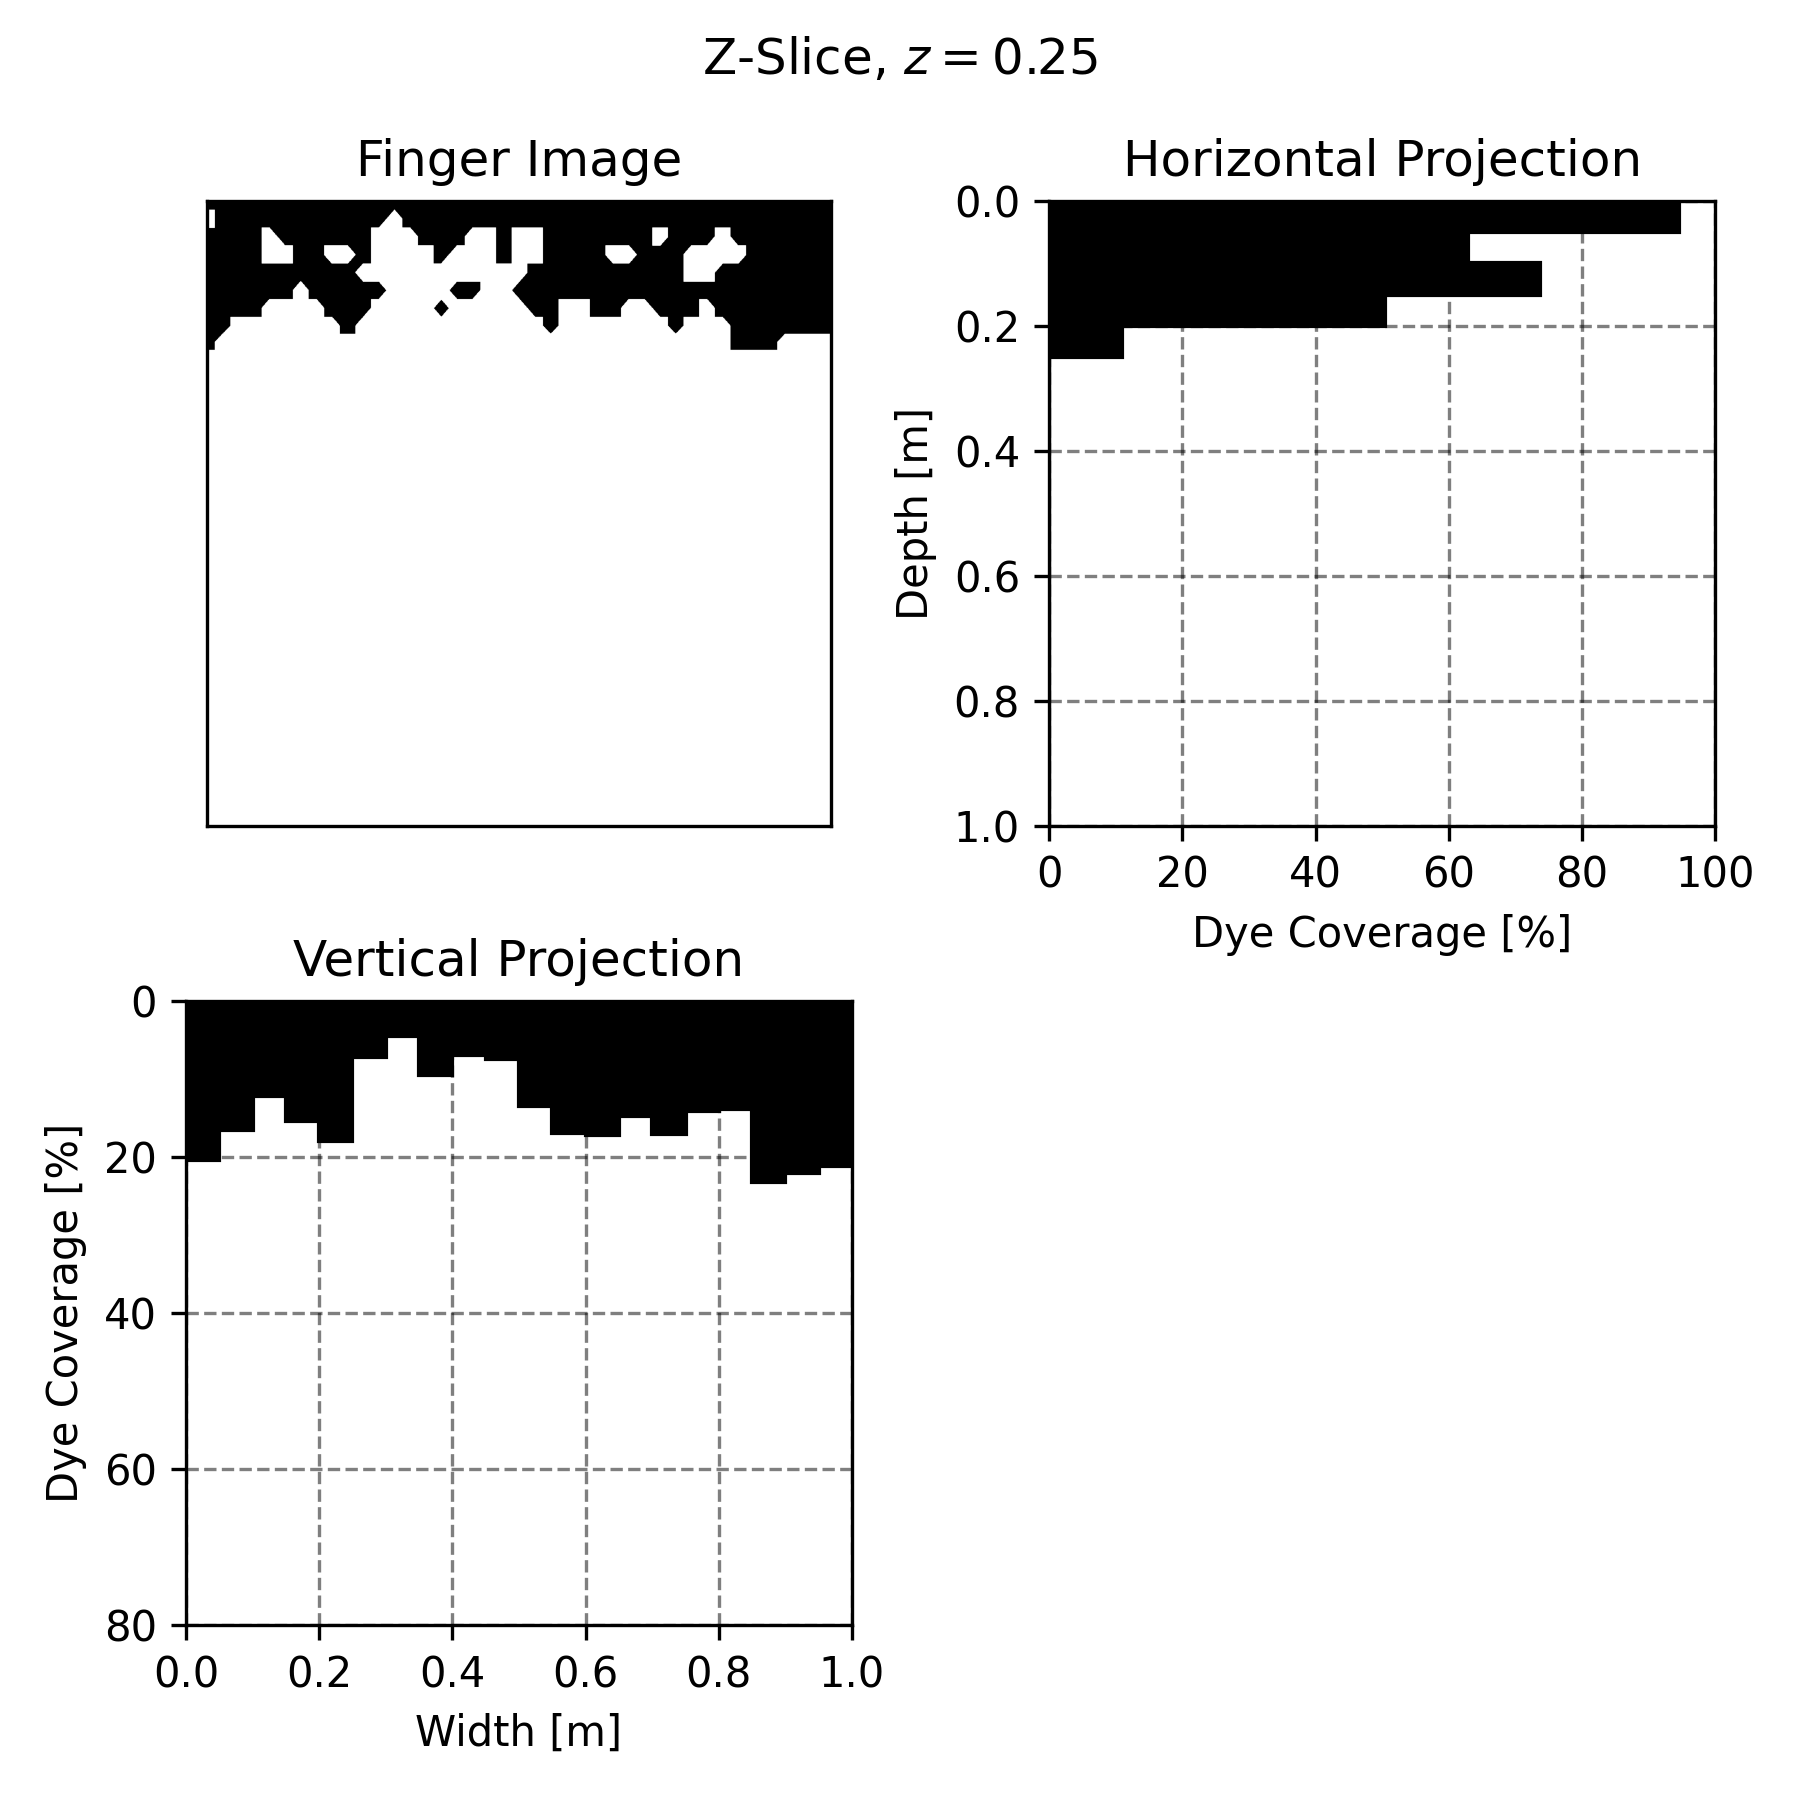 Z-Slice, z = 0.25
Finger Image
Horizontal Projection
0.0
0.2
0.4
0.6
0.8
1.0
Depth [m]
0 20 40 60 80 100
Dye Coverage [%]
Vertical Projection
0
20
40
60
80
Dye Coverage [%]
0.0 0.2 0.4 0.6 0.8 1.0
Width [m]